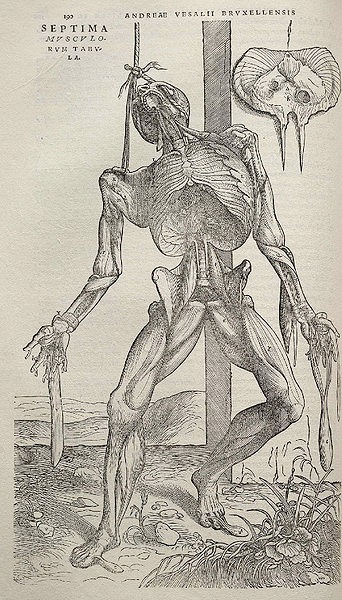 190
ANDREAE VESALII BRVXELLENSIS
SEPTIMA
MVSCVLO-
RVM TABV-
LA.